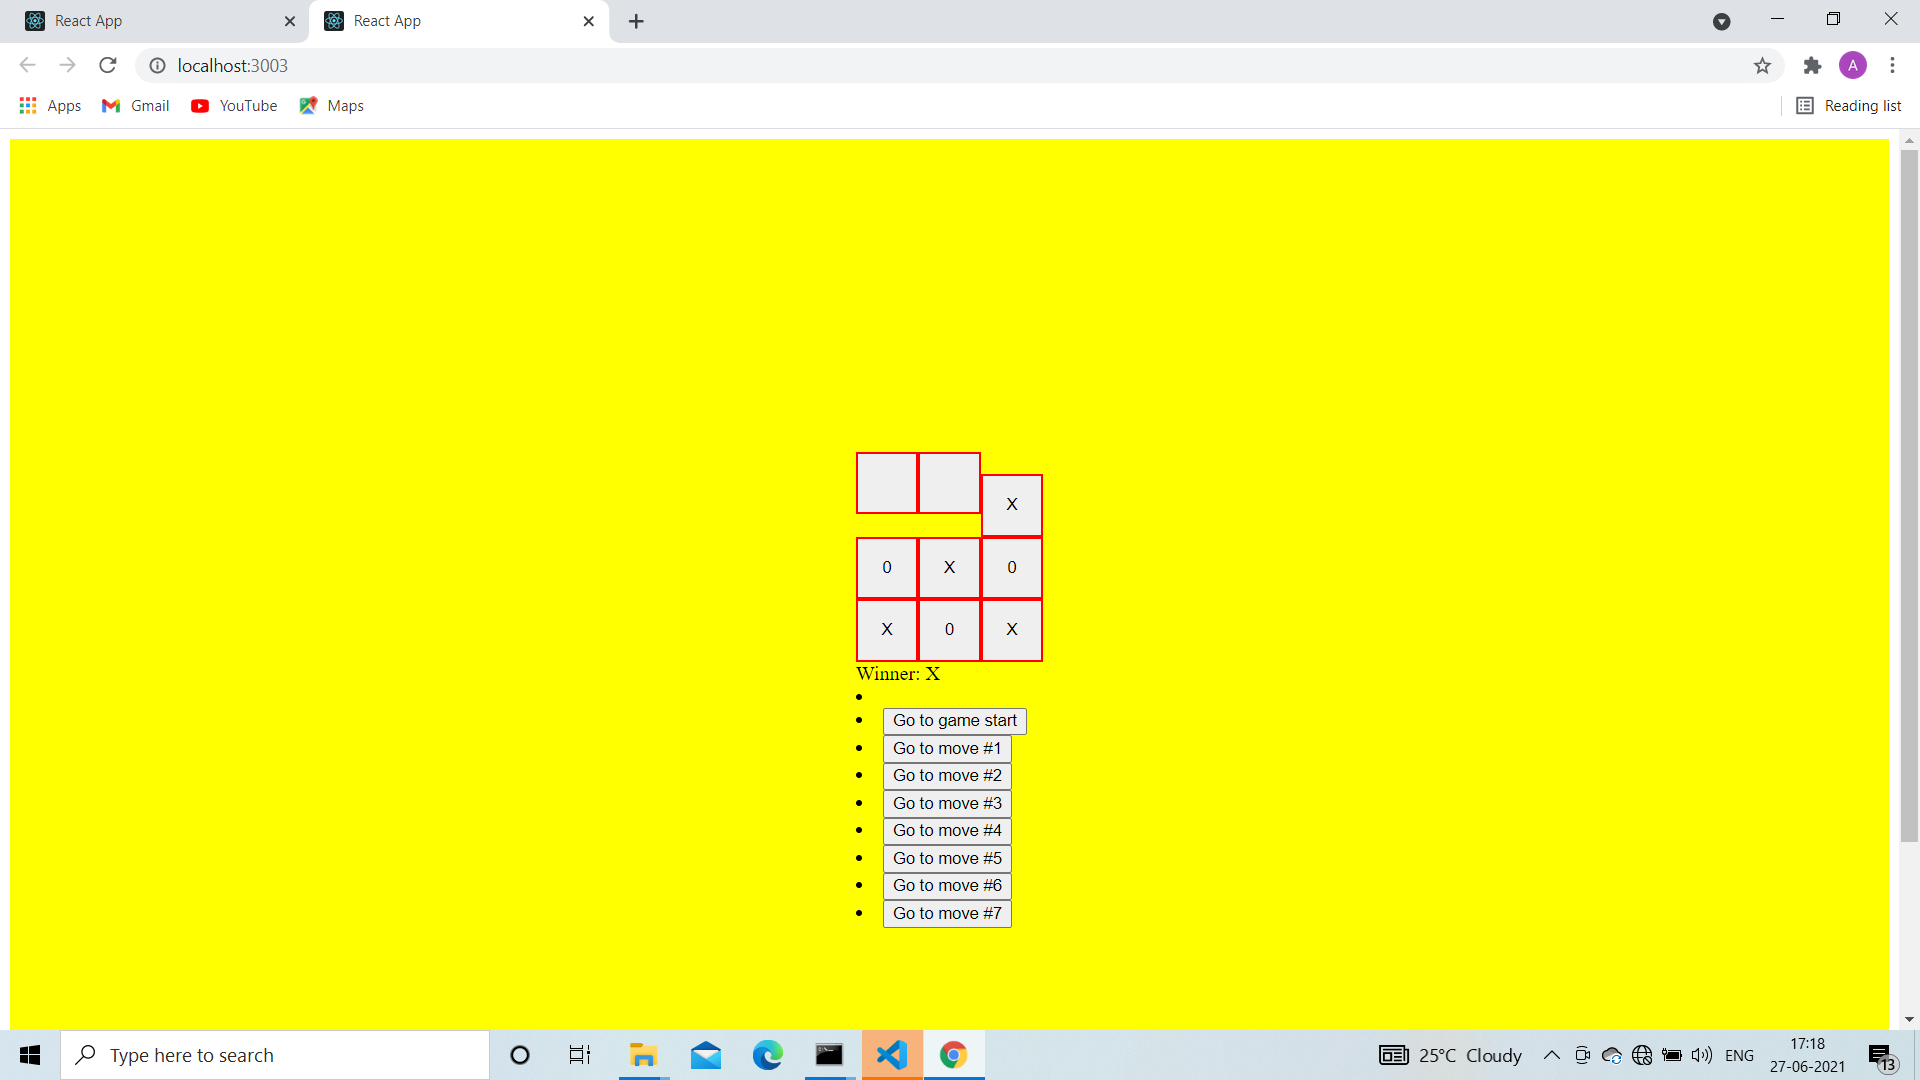 React App
React App
localhost:3003
A
Apps
Gmail
YouTube
Maps
Reading list
X
0 X 0
X 0 X
Winner: X
Go to game start
Go to move #1
Go to move #2
Go to move #3
Go to move #4
Go to move #5
Go to move #6
Go to move #7
Type here to search
25°C Cloudy
ENG
17:18
27-06-2021
13